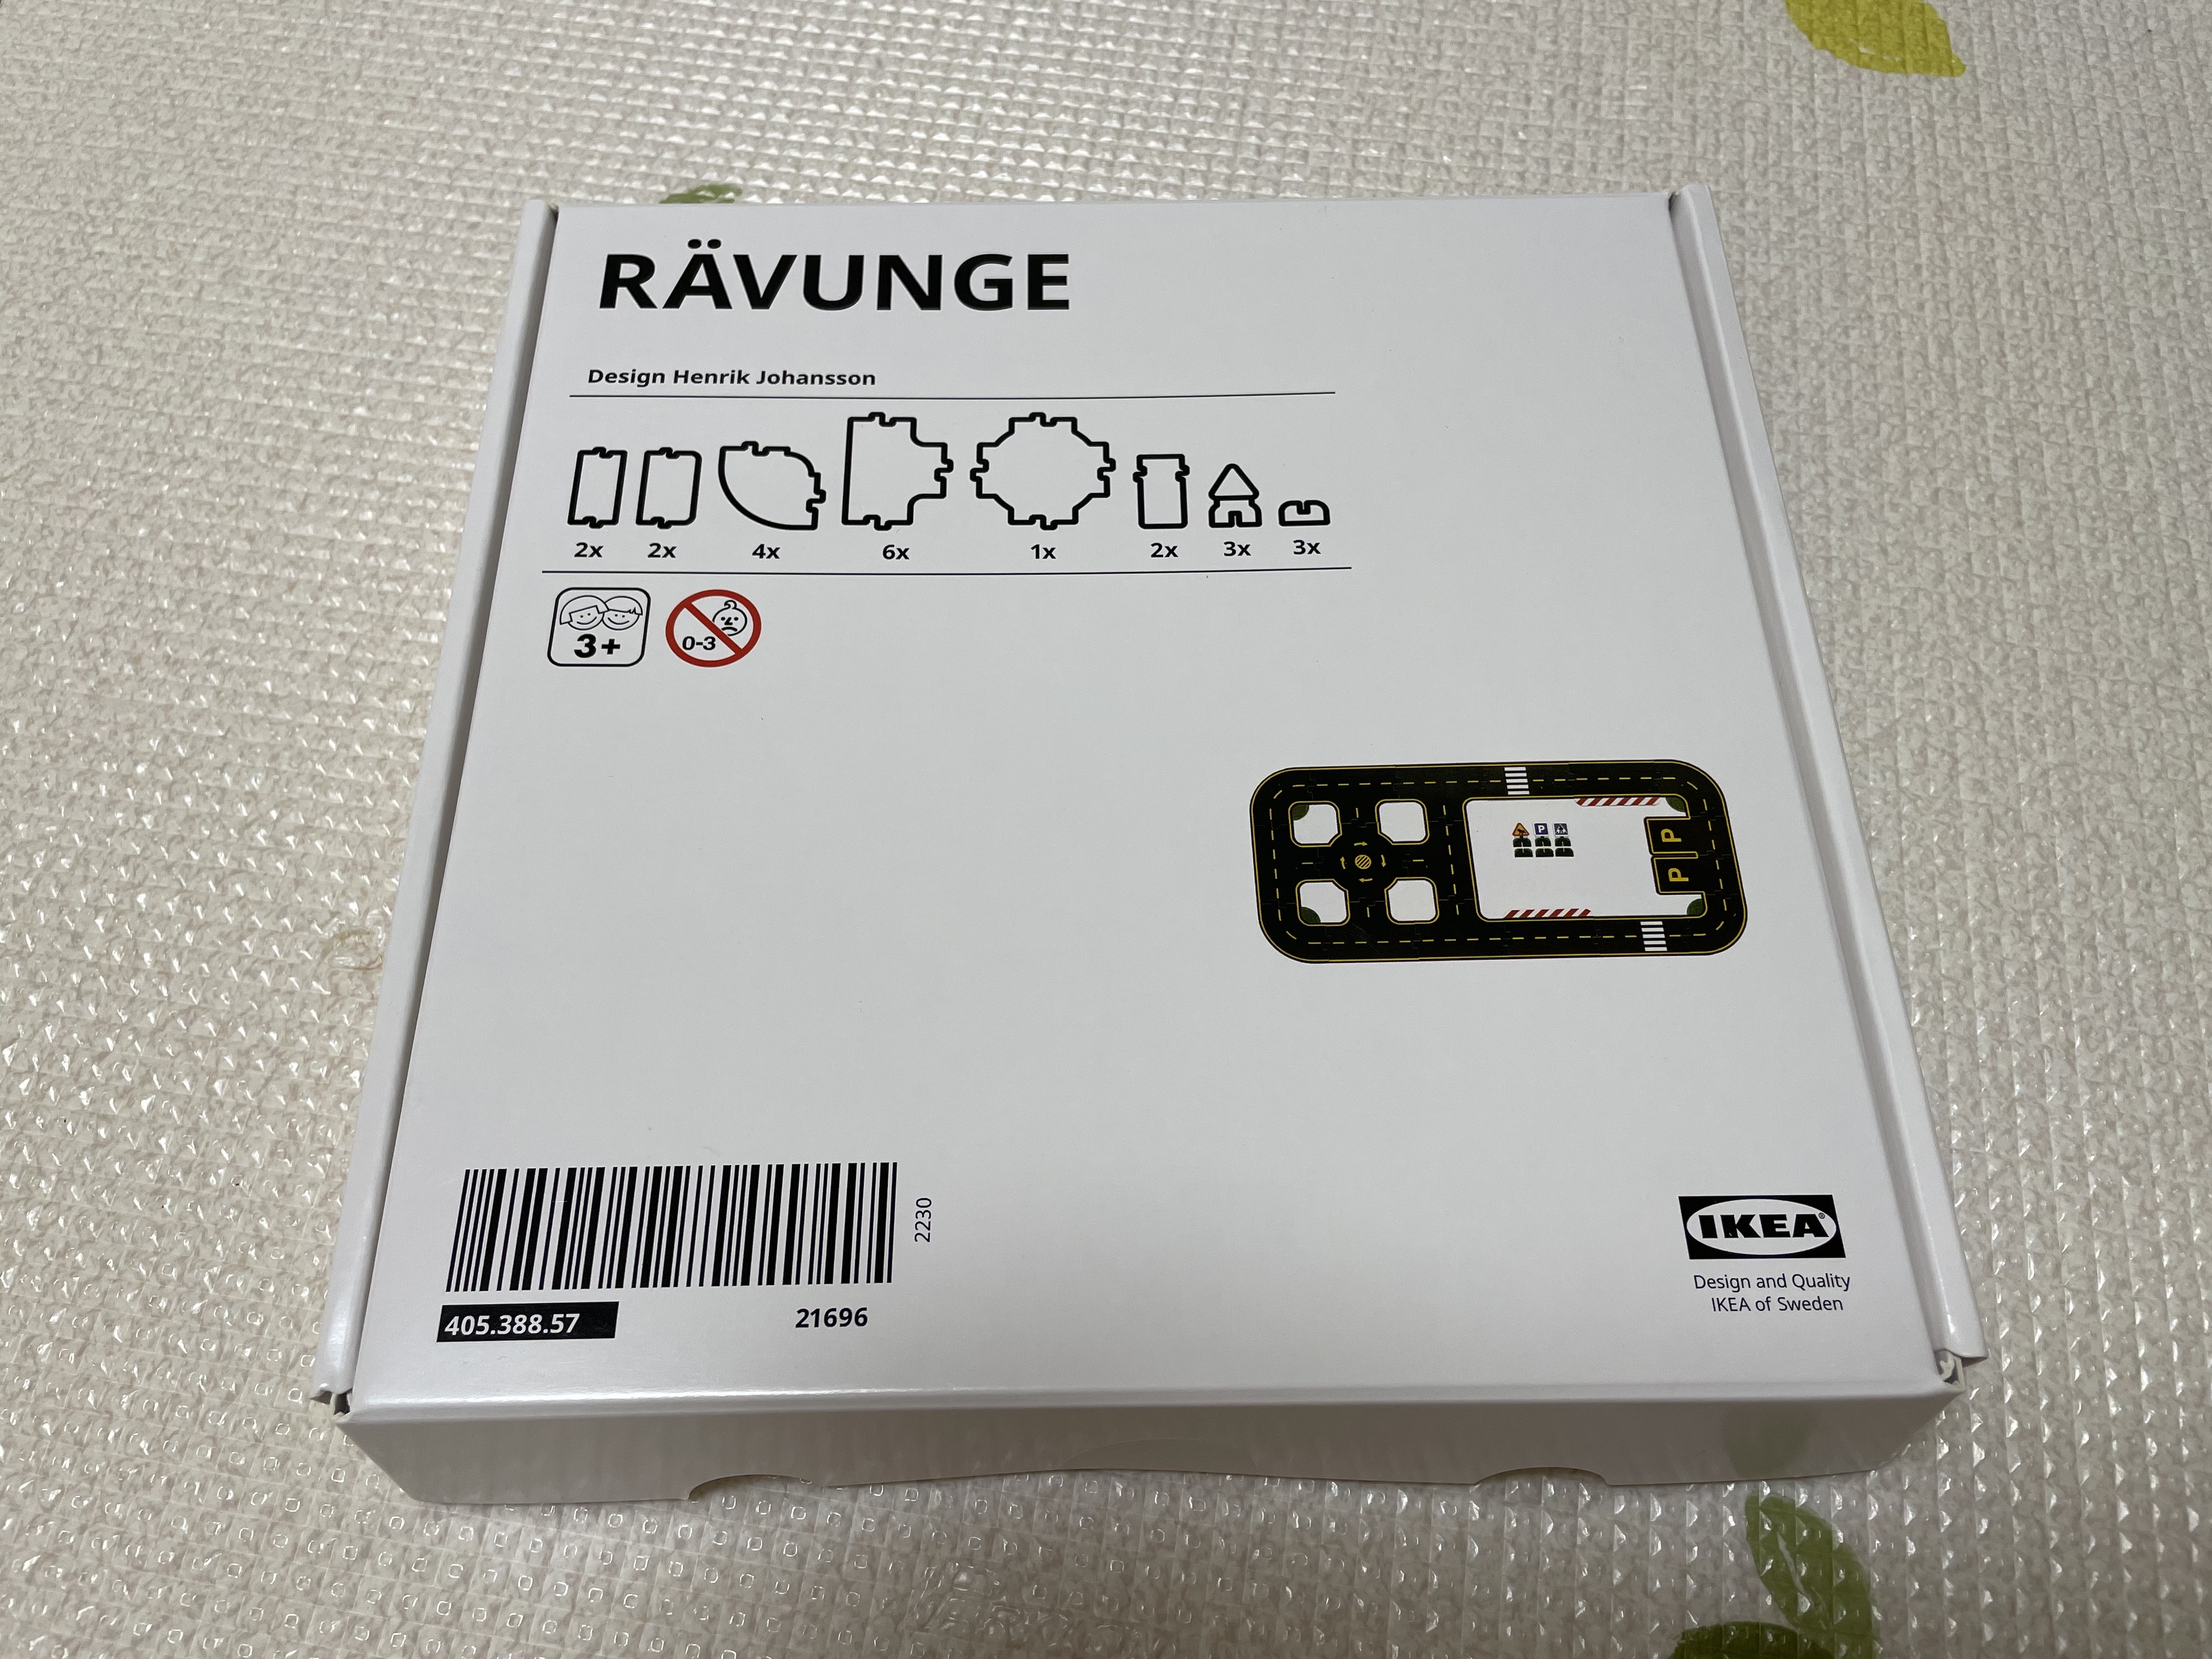 RÄVUNGE
Design Henrik Johansson
2x 2x 4x 6x 1x 2x 3x 3x
3+
0-3
P
P
P
2230
405.388.57
21696
IKEA®
Design and Quality
IKEA of Sweden